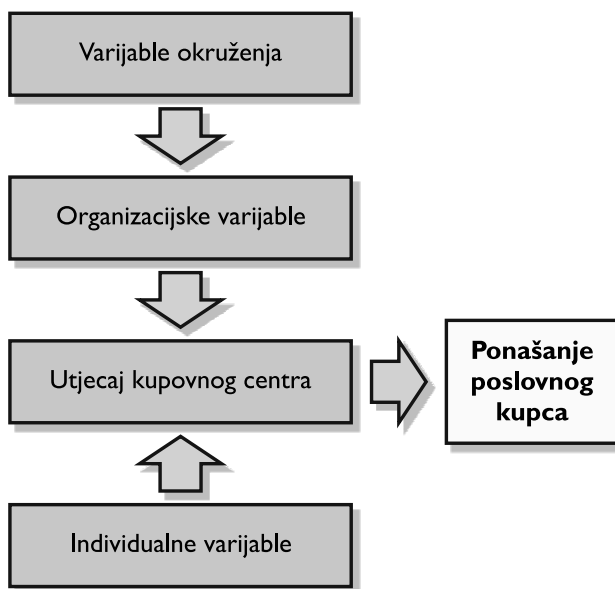 Varijable okruženja
Organizacijske varijable
Utjecaj kupovnog centra
Ponašanje
poslovnog
kupca
Individualne varijable